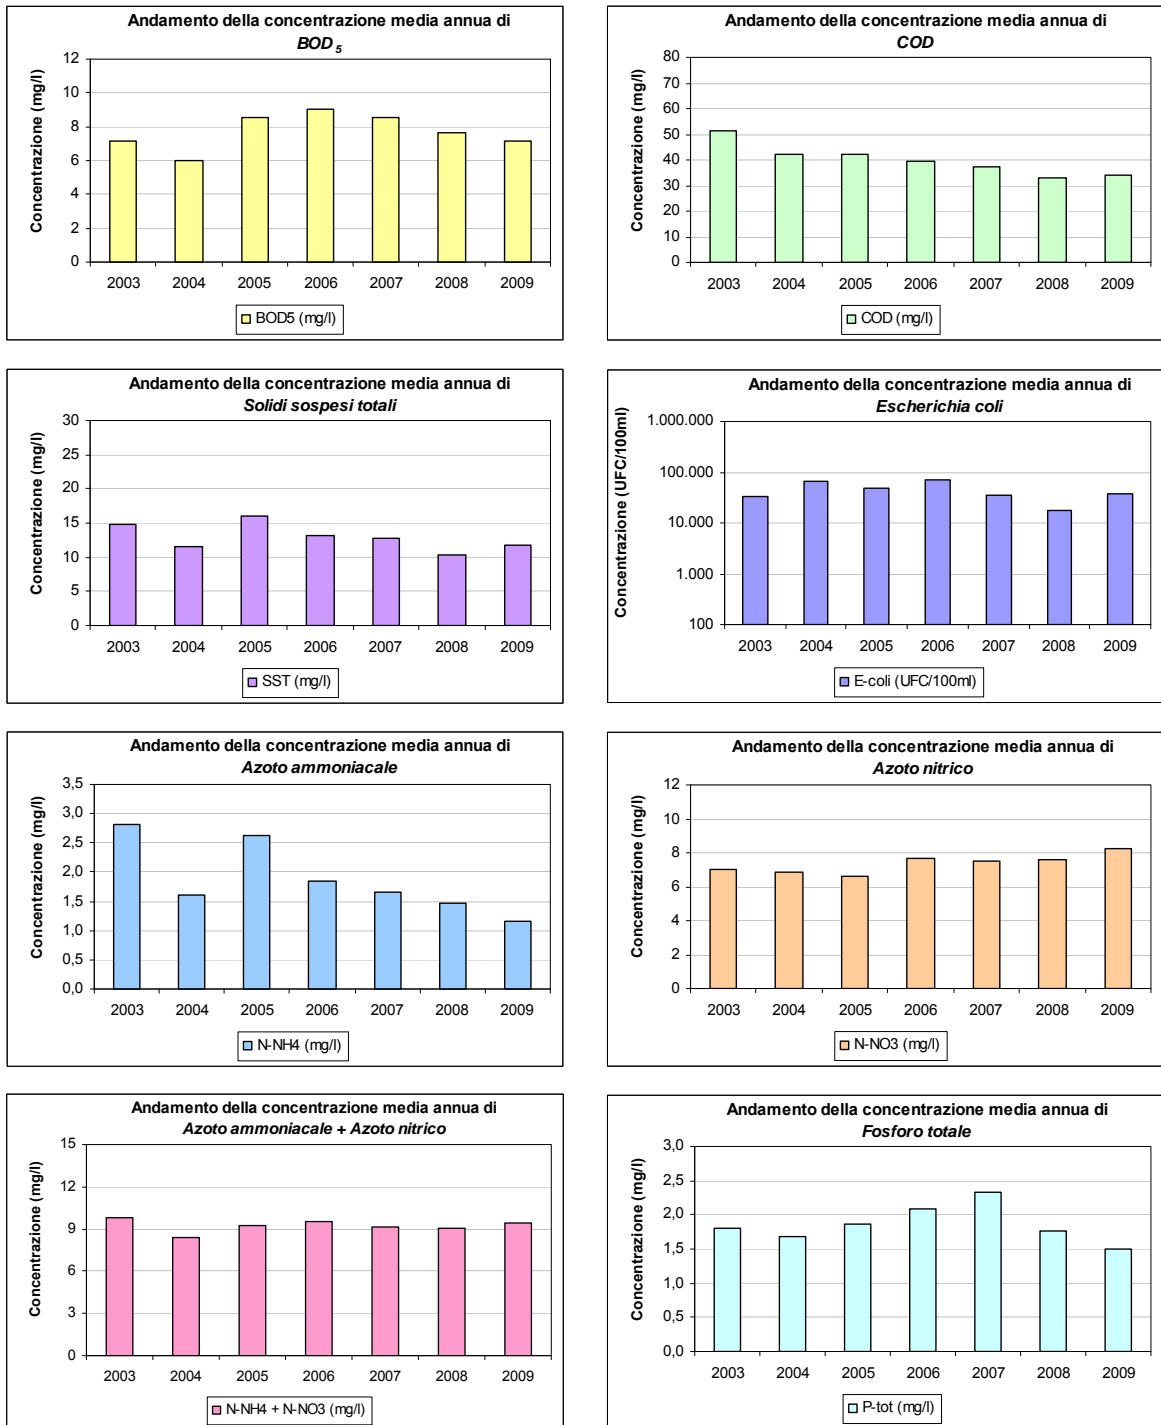 Andamento della concentrazione media annua di
BOD 5
Concentrazione (mg/l)
12
10
8
6
4
2
0
2003 2004 2005 2006 2007 2008 2009
BOD5 (mg/l)
Andamento della concentrazione media annua di
COD
Concentrazione (mg/l)
80
70
60
50
40
30
20
10
0
2003 2004 2005 2006 2007 2008 2009
COD (mg/l)
Andamento della concentrazione media annua di
Solidi sospesi totali
Concentrazione (mg/l)
30
25
20
15
10
5
0
2003 2004 2005 2006 2007 2008 2009
SST (mg/l)
Andamento della concentrazione media annua di
Escherichia coli
Concentrazione (UFC/100ml)
1.000.000
100.000
10.000
1.000
100
2003 2004 2005 2006 2007 2008 2009
E-coli (UFC/100ml)
Andamento della concentrazione media annua di
Azoto ammoniacale
Concentrazione (mg/l)
3,5
3,0
2,5
2,0
1,5
1,0
0,5
0,0
2003 2004 2005 2006 2007 2008 2009
N-NH4 (mg/l)
Andamento della concentrazione media annua di
Azoto nitrico
Concentrazione (mg/l)
12
10
8
6
4
2
0
2003 2004 2005 2006 2007 2008 2009
N-NO3 (mg/l)
Andamento della concentrazione media annua di
Azoto ammoniacale + Azoto nitrico
Concentrazione (mg/l)
15
12
9
6
3
0
2003 2004 2005 2006 2007 2008 2009
N-NH4 + N-NO3 (mg/l)
Andamento della concentrazione media annua di
Fosforo totale
Concentrazione (mg/l)
3,0
2,5
2,0
1,5
1,0
0,5
0,0
2003 2004 2005 2006 2007 2008 2009
P-tot (mg/l)